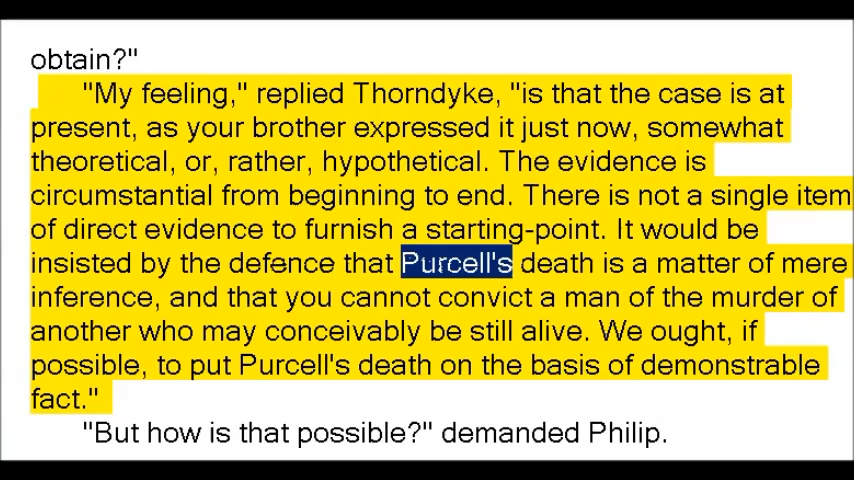 obtain?"
"My feeling," replied Thorndyke, "is that the case is at
present, as your brother expressed it just now, somewhat
theoretical, or, rather, hypothetical. The evidence is
circumstantial from beginning to end. There is not a single item
of direct evidence to furnish a starting-point. It would be
insisted by the defence that Purcell's death is a matter of mere
inference, and that you cannot convict a man of the murder of
another who may conceivably be still alive. We ought, if
possible, to put Purcell's death on the basis of demonstrable
fact."
"But how is that possible?" demanded Philip.